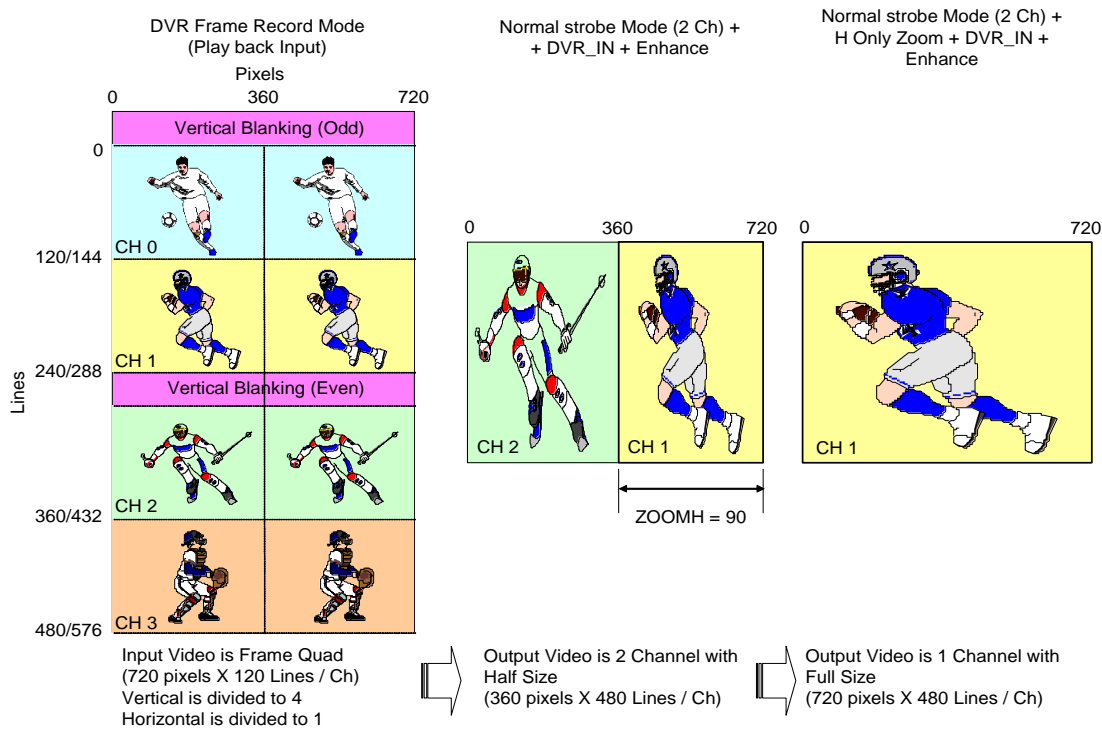 DVR Frame Record Mode
(Play back Input)
Pixels
0 360 720
Vertical Blanking (Odd)
0
CH 0
120/144
CH 1
240/288
Vertical Blanking (Even)
Lines
CH 2
360/432
CH 3
480/576
Input Video is Frame Quad
(720 pixels X 120 Lines / Ch)
Vertical is divided to 4
Horizontal is divided to 1
Normal strobe Mode (2 Ch) +
+ DVR_IN + Enhance
0 360 720
CH 2
CH 1
ZOOMH = 90
Output Video is 2 Channel with
Half Size
(360 pixels X 480 Lines / Ch)
Normal strobe Mode (2 Ch) +
H Only Zoom + DVR_IN +
Enhance
0 720
CH 1
Output Video is 1 Channel with
Full Size
(720 pixels X 480 Lines / Ch)